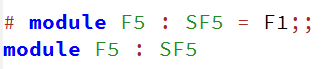 # module F5 : SF5 = F1;;
module F5 : SF5